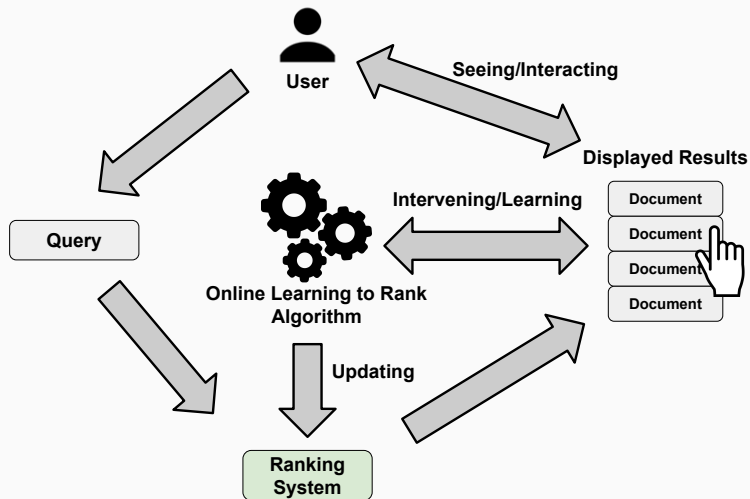 User
Seeing/Interacting
Displayed Results
Document
Document
Document
Document
Intervening/Learning
Query
Online Learning to Rank
Algorithm
Updating
Ranking
System